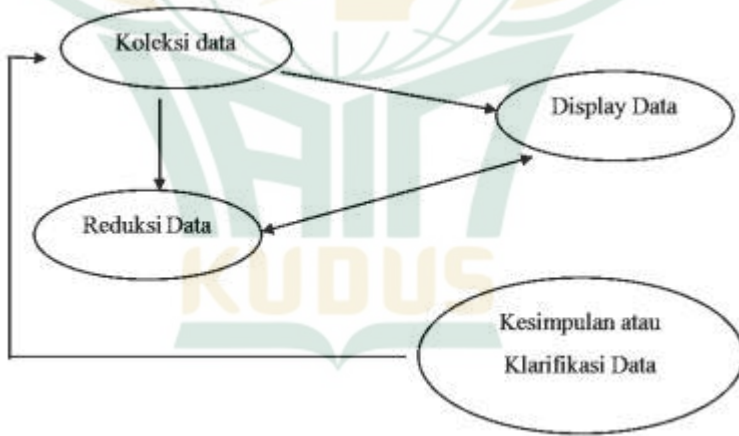 Koleksi data
Display Data
Reduksi Data
KUDUS
Kesimpulan atau
Klarifikasi Data